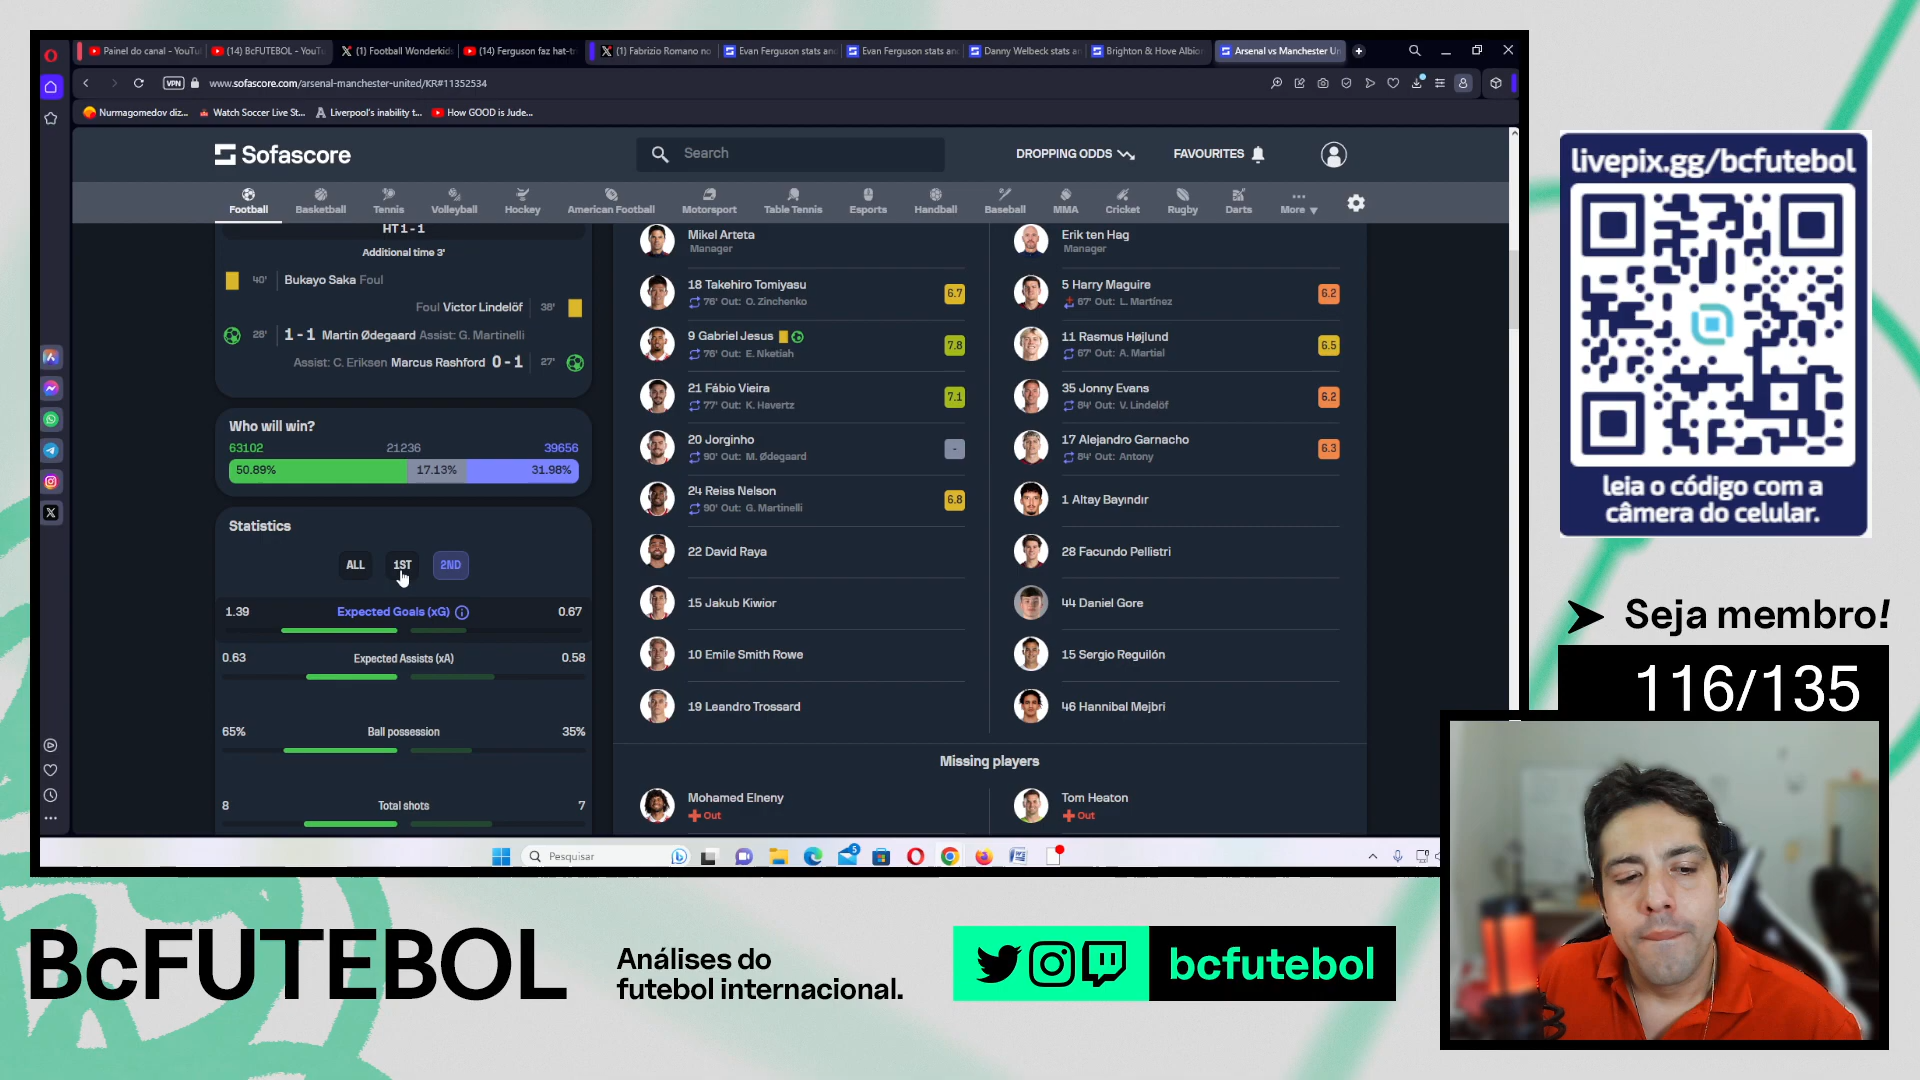 Painel do canal - YouTu
(14) BcFUTEBOL - YouTu
(1) Football Wonderkids
(14) Ferguson faz hat-tr
(1) Fabrizio Romano no
Evan Ferguson stats an
Evan Ferguson stats an
Danny Welbeck stats a
Brighton & Hove Albio
Arsenal vs Manchester U
VPN
www.sofascore.com/arsenal-manchester-united/KR#11352534
Nurmagomedov diz...
Watch Soccer Live St...
Liverpool's inability t...
How GOOD is Jude...
Sofascore
Search
DROPPING ODDS
FAVOURITES
Football
Basketball
Tennis
Volleyball
Hockey
American Football
Motorsport
Table Tennis
Esports
Handball
Baseball
MMA
Cricket
Rugby
Darts
More
HT 1 - 1
Additional time 3'
40' Bukayo Saka Foul
Foul Victor Lindelöf 38'
28' 1 - 1 Martin Ødegaard Assist: G. Martinelli
Assist: C. Eriksen Marcus Rashford 0 - 1 27'
Who will win?
63102 21236 39656
50.89% 17.13% 31.98%
Statistics
ALL 1ST 2ND
1.39 Expected Goals (xG) 0.67
0.63 Expected Assists (xA) 0.58
65% Ball possession 35%
8 Total shots 7
Mikel Arteta
Manager
18 Takehiro Tomiyasu
76' Out: O. Zinchenko
6.7
9 Gabriel Jesus
76' Out: E. Nketiah
7.8
21 Fábio Vieira
77' Out: K. Havertz
7.1
20 Jorginho
90' Out: M. Ødegaard
-
24 Reiss Nelson
90' Out: G. Martinelli
6.8
22 David Raya
15 Jakub Kiwior
10 Emile Smith Rowe
19 Leandro Trossard
Erik ten Hag
Manager
5 Harry Maguire
67' Out: L. Martínez
6.2
11 Rasmus Højlund
67' Out: A. Martial
6.5
35 Jonny Evans
84' Out: V. Lindelöf
6.2
17 Alejandro Garnacho
84' Out: Antony
6.3
1 Altay Bayındır
28 Facundo Pellistri
44 Daniel Gore
15 Sergio Reguilón
46 Hannibal Mejbri
Missing players
Mohamed Elneny
Out
Tom Heaton
Out
Pesquisar
5
livepix.gg/bcfutebol
leia o código com a
câmera do celular.
Seja membro!
116/135
BcFUTEBOL
Análises do
futebol internacional.
bcfutebol